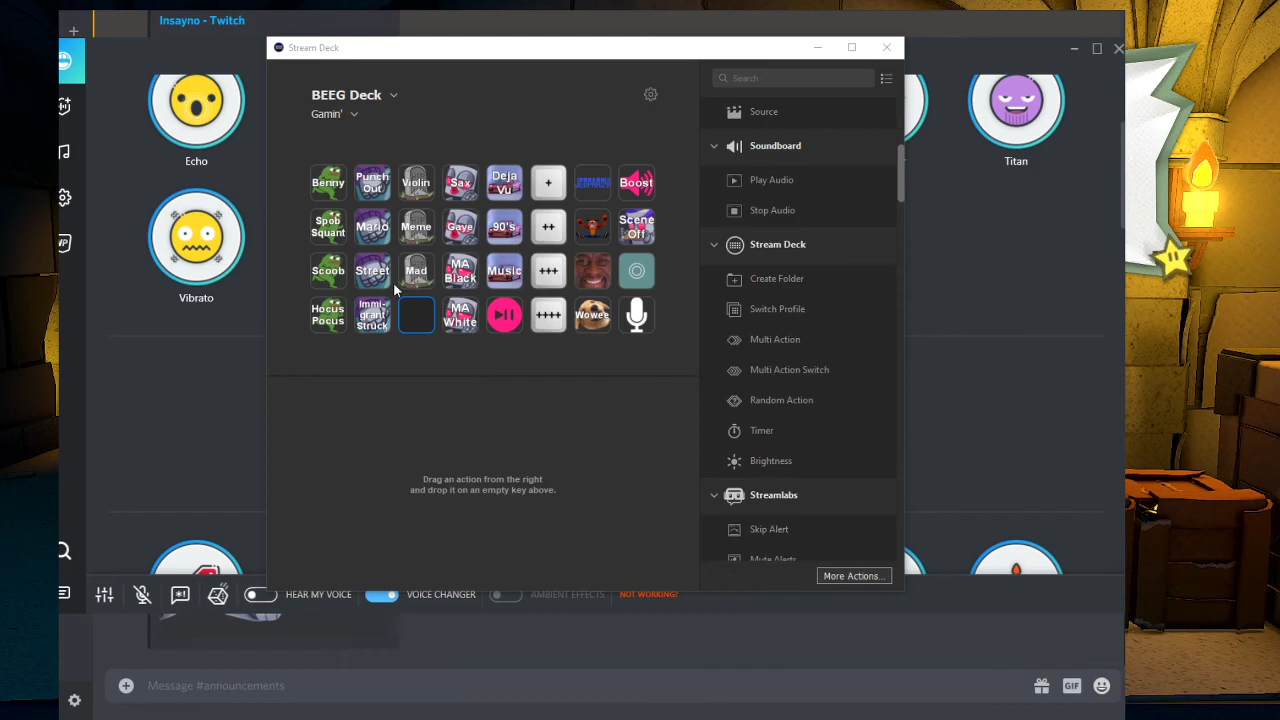 Insayno - Twitch
Stream Deck
BEEG Deck
Gamin'
Search
Source
Soundboard
Play Audio
Stop Audio
Stream Deck
Create Folder
Switch Profile
Multi Action
Multi Action Switch
Random Action
Timer
Brightness
Streamlabs
Skip Alert
Mute Alerts
More Actions...
Benny
Punch
Out
Violin
Sax
Deja
Vu
+
JEOPARDY!
Boost
Spob
Squant
Mario
Meme
Gaye
90's
++
Scene
Off
Scoob
Street
Mad
MA
Black
Music
+++
Hocus
Pocus
Immi-
grant
Struck
MA
White
++++
Wowee
Drag an action from the right
and drop it on an empty key above.
Echo
Titan
Vibrato
HEAR MY VOICE
VOICE CHANGER
AMBIENT EFFECTS
NOT WORKING?
Message #announcements
GIF